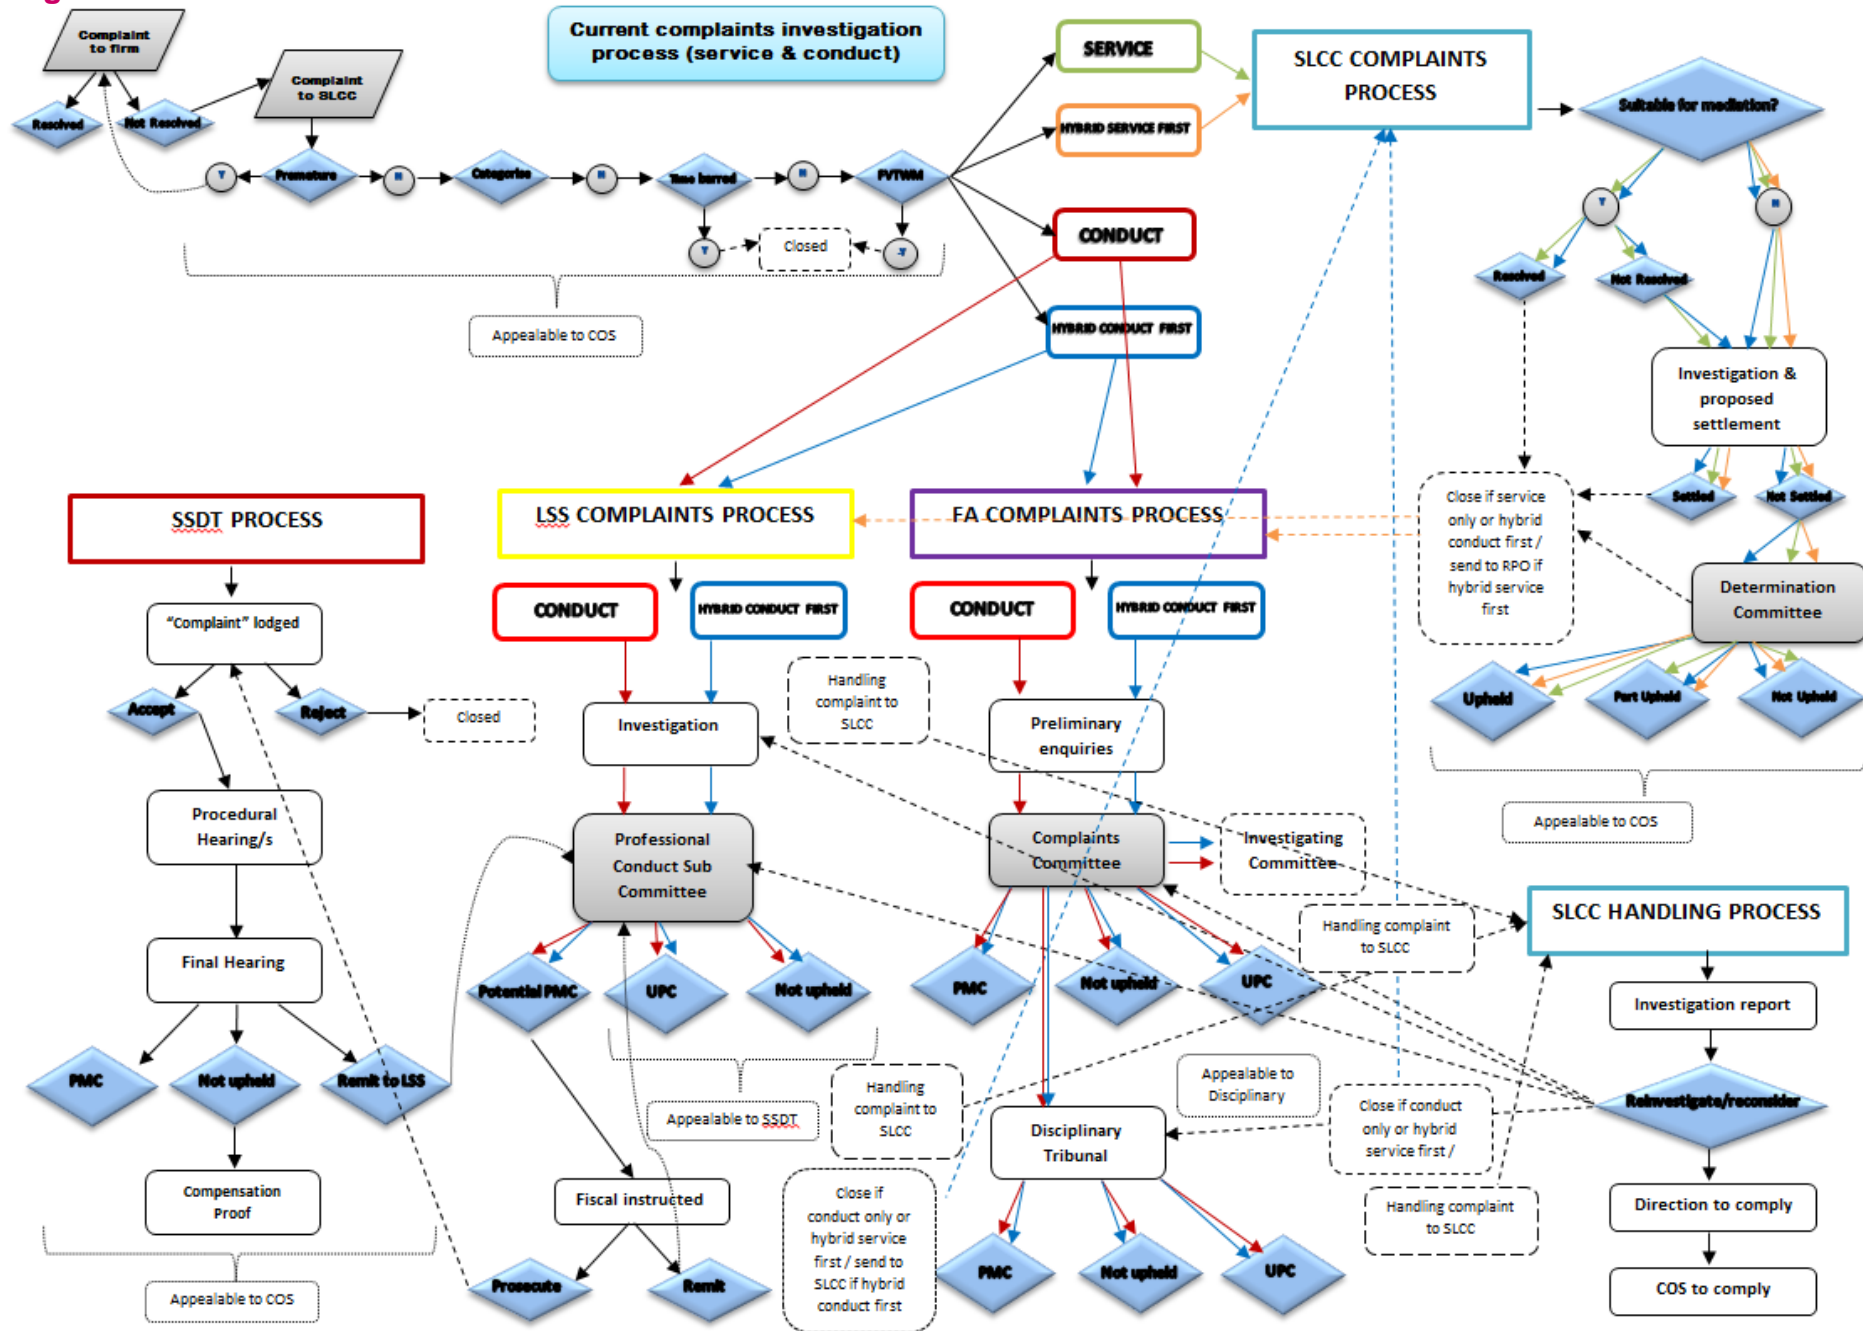 Current complaints investigation
process (service & conduct)
Complaint
to firm
Resolved
Not Resolved
Complaint
to SLCC
Y
Premature
N
Categorise
N
Time barred
N
FVTWM
Y
Closed
Y
Appealable to COS
SERVICE
HYBRID SERVICE FIRST
CONDUCT
HYBRID CONDUCT FIRST
SLCC COMPLAINTS
PROCESS
Suitable for mediation?
Y
N
Resolved
Not Resolved
Investigation &
proposed
settlement
Settled
Not Settled
Close if service
only or hybrid
conduct first /
send to RPO if
hybrid service
first
Determination
Committee
Upheld
Part Upheld
Not Upheld
Appealable to COS
SSDT PROCESS
"Complaint" lodged
Accept
Reject
Closed
Procedural
Hearing/s
Final Hearing
PMC
Not upheld
Remit to LSS
Compensation
Proof
Appealable to COS
LSS COMPLAINTS PROCESS
CONDUCT
HYBRID CONDUCT FIRST
Investigation
Professional
Conduct Sub
Committee
Potential PMC
UPC
Not upheld
Appealable to SSDT
Fiscal instructed
Prosecute
Remit
Handling
complaint to
SLCC
Handling
complaint to
SLCC
Close if
conduct only or
hybrid service
first / send to
SLCC if hybrid
conduct first
FA COMPLAINTS PROCESS
CONDUCT
HYBRID CONDUCT FIRST
Preliminary
enquiries
Complaints
Committee
Investigating
Committee
PMC
Not upheld
UPC
Appealable to
Disciplinary
Disciplinary
Tribunal
PMC
Not upheld
UPC
Handling complaint
to SLCC
Close if conduct
only or hybrid
service first /
Handling complaint
to SLCC
SLCC HANDLING PROCESS
Investigation report
Reinvestigate/reconsider
Direction to comply
COS to comply